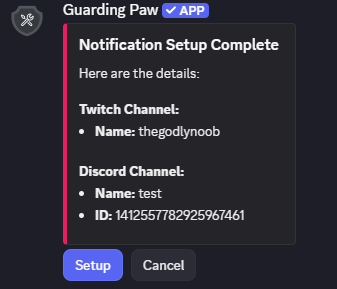 Guarding Paw ✓ APP
Notification Setup Complete
Here are the details:
Twitch Channel:
• Name: thegodlynoob
Discord Channel:
• Name: test
• ID: 1412557782925967461
Setup Cancel